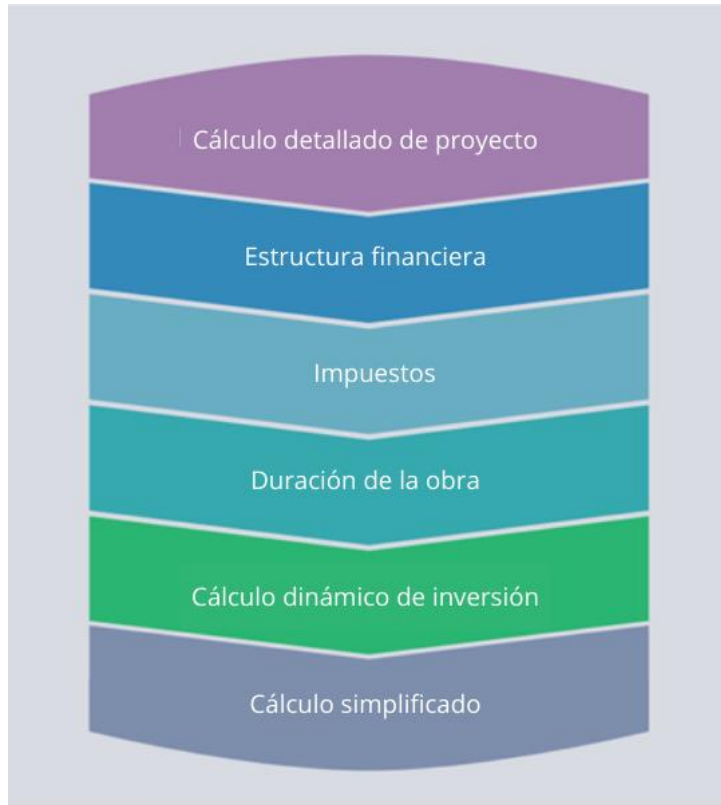 Cálculo detallado de proyecto
Estructura financiera
Impuestos
Duración de la obra
Cálculo dinámico de inversión
Cálculo simplificado